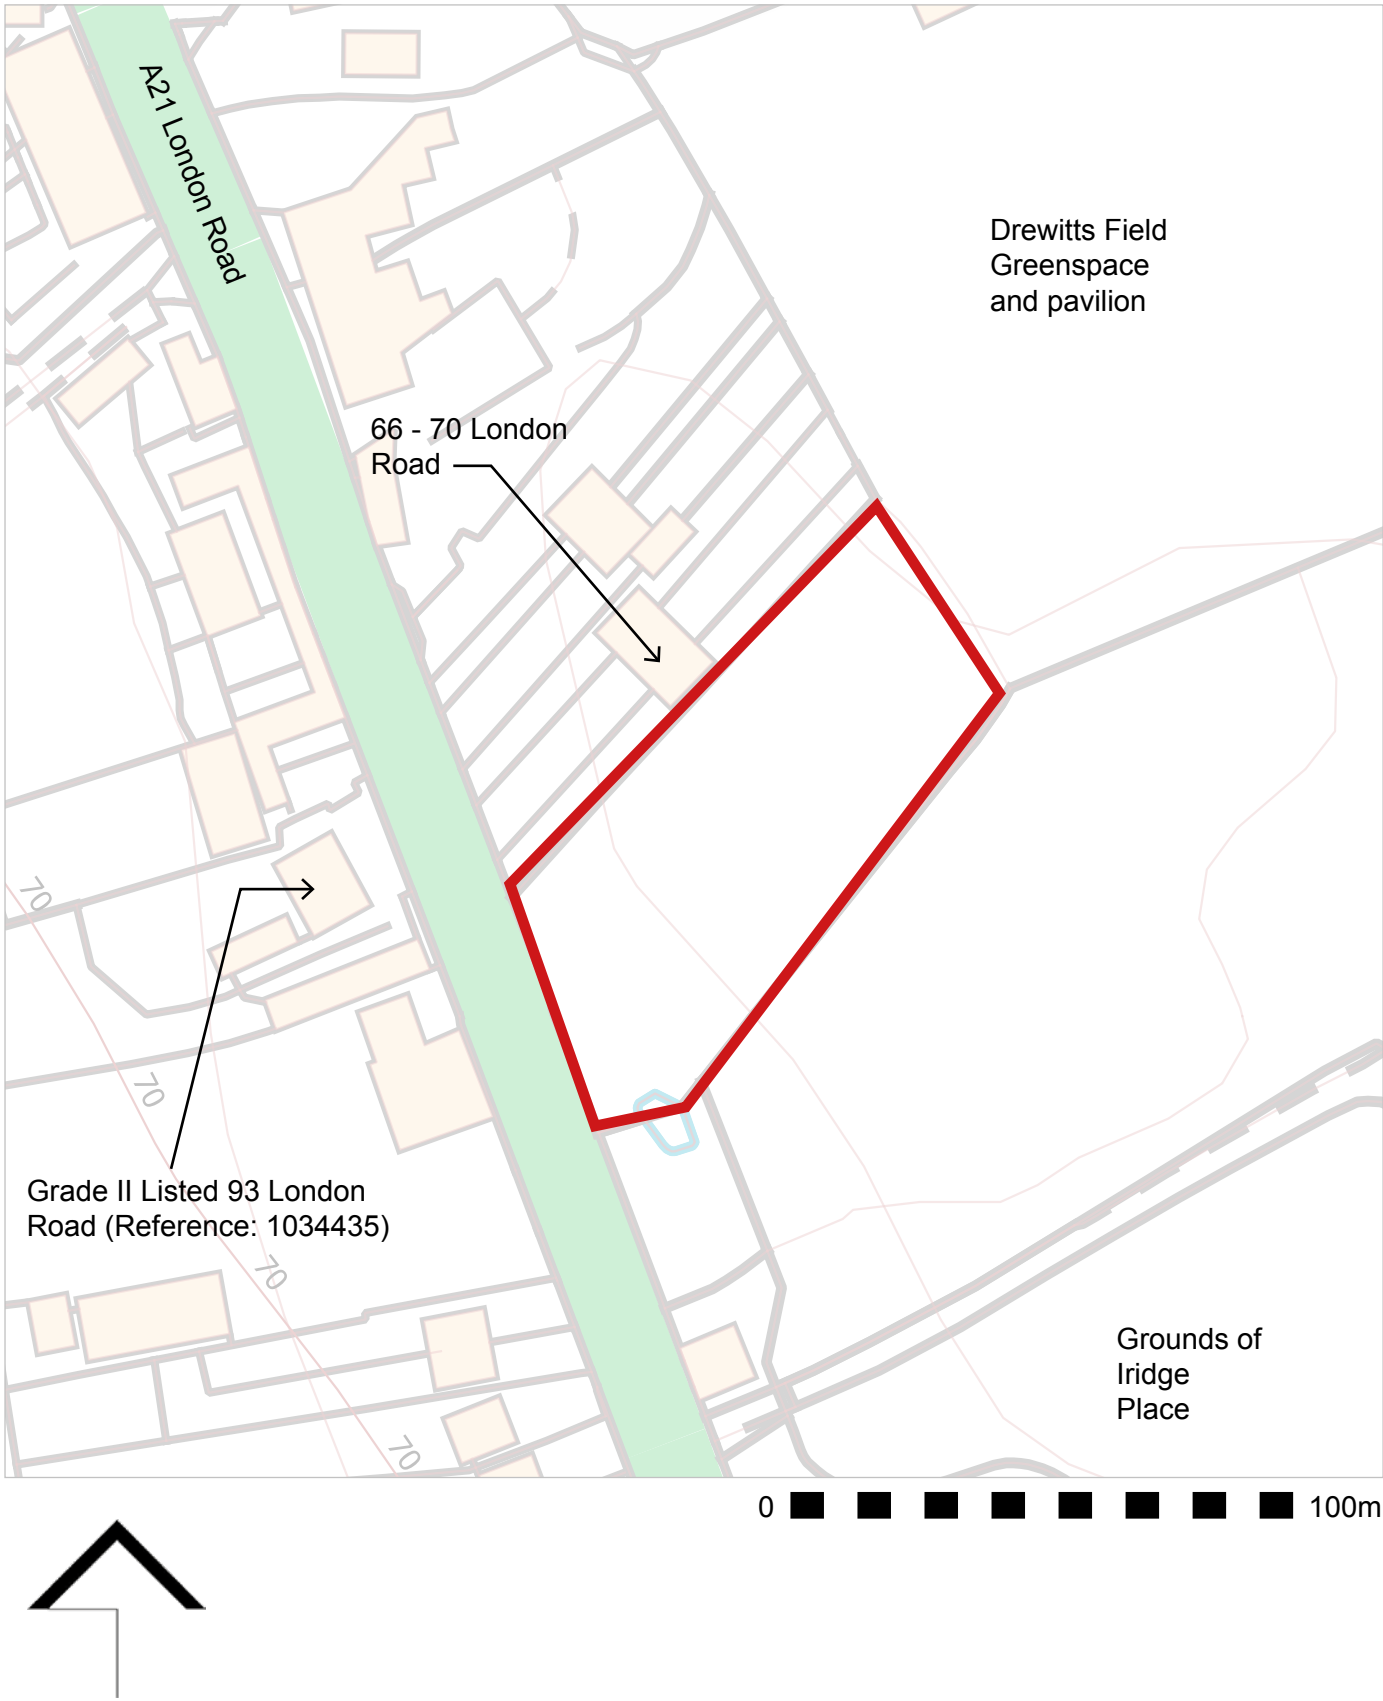 A21 London Road
Drewitts Field
Greenspace
and pavilion
66 - 70 London
Road
70
70
Grade II Listed 93 London
Road (Reference: 1034435)
70
Grounds of
Iridge
Place
70
0 100m